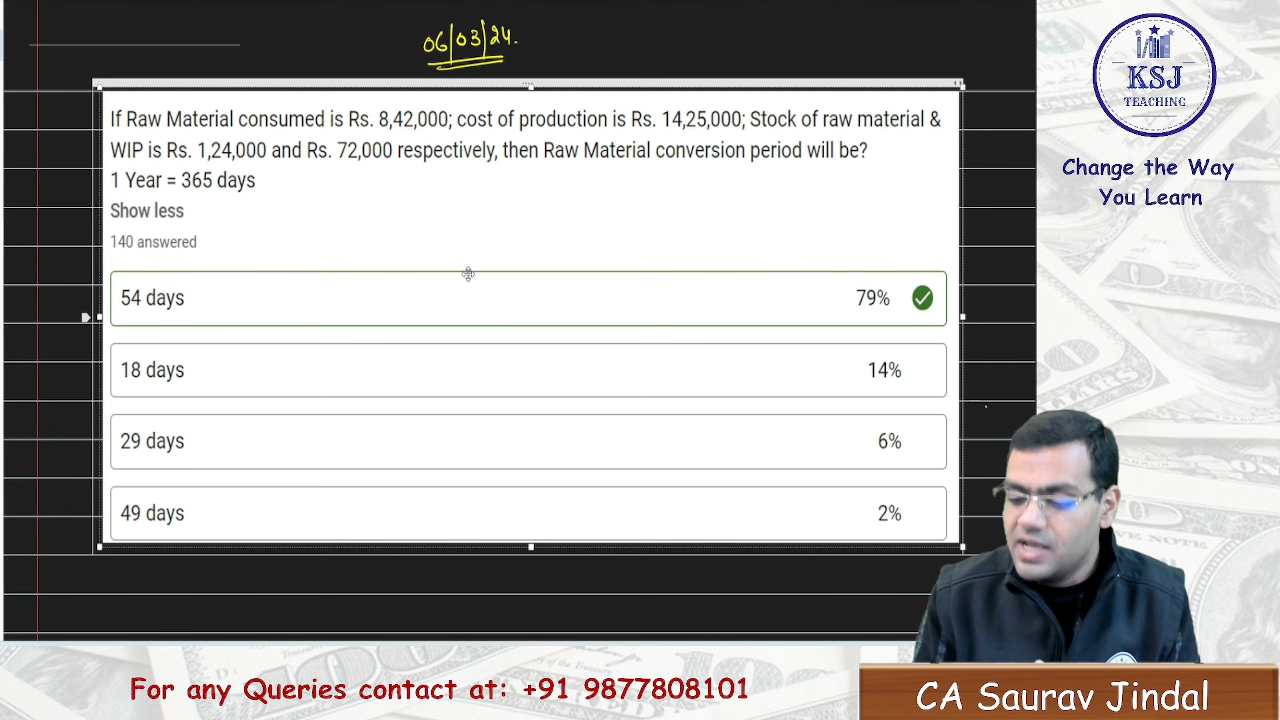 06/03/24.
KSJ
TEACHING
Change the Way
You Learn
If Raw Material consumed is Rs. 8,42,000; cost of production is Rs. 14,25,000; Stock of raw material &
WIP is Rs. 1,24,000 and Rs. 72,000 respectively, then Raw Material conversion period will be?
1 Year = 365 days
Show less
140 answered
54 days 79%
18 days 14%
29 days 6%
49 days 2%
For any Queries contact at: +91 9877808101
CA Saurav Jindal